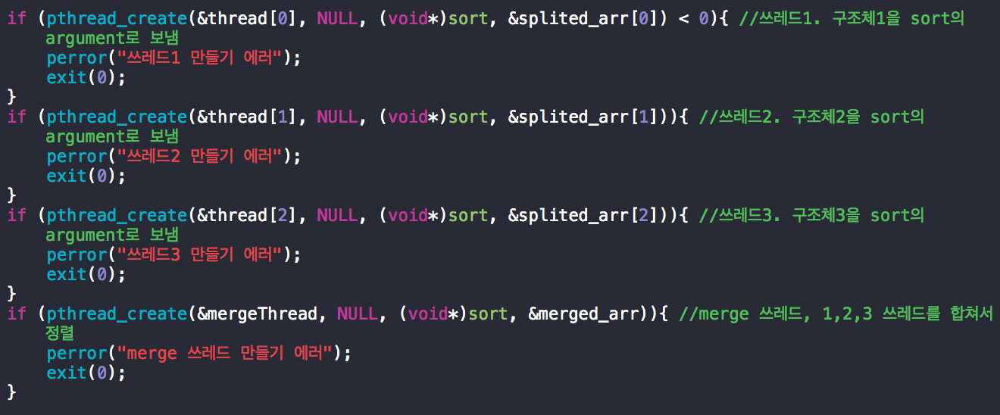 if (pthread_create(&thread[0], NULL, (void*)sort, &splited_arr[0]) < 0){ //쓰레드1. 구조체1을 sort의
argument로 보냄
perror("쓰레드1 만들기 에러");
exit(0);
}
if (pthread_create(&thread[1], NULL, (void*)sort, &splited_arr[1])){ //쓰레드2. 구조체2을 sort의
argument로 보냄
perror("쓰레드2 만들기 에러");
exit(0);
}
if (pthread_create(&thread[2], NULL, (void*)sort, &splited_arr[2])){ //쓰레드3. 구조체3을 sort의
argument로 보냄
perror("쓰레드3 만들기 에러");
exit(0);
}
if (pthread_create(&mergeThread, NULL, (void*)sort, &merged_arr)){ //merge 쓰레드, 1,2,3 쓰레드를 합쳐서
정렬
perror("merge 쓰레드 만들기 에러");
exit(0);
}